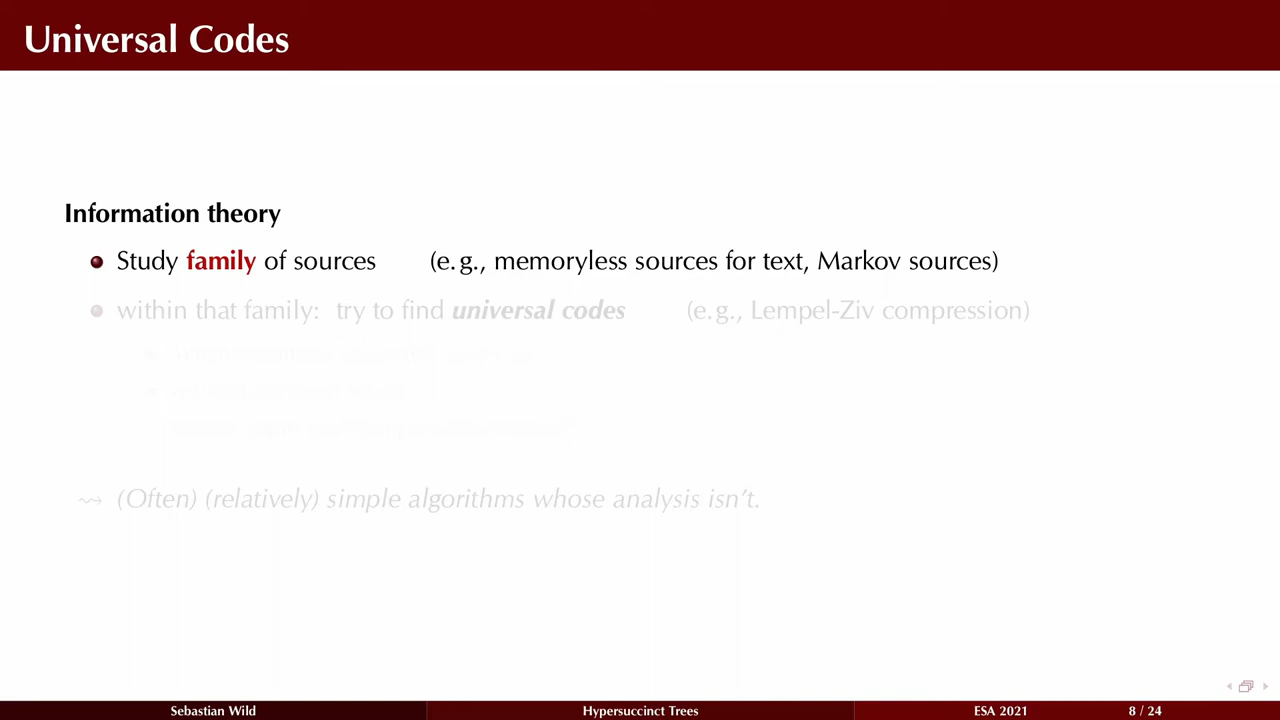 Universal Codes
Information theory
Study family of sources (e. g., memoryless sources for text, Markov sources)
within that family: try to find universal codes (e. g., Lempel-Ziv compression)
⇝ (Often) (relatively) simple algorithms whose analysis isn't.
Sebastian Wild Hypersuccinct Trees ESA 2021 8 / 24